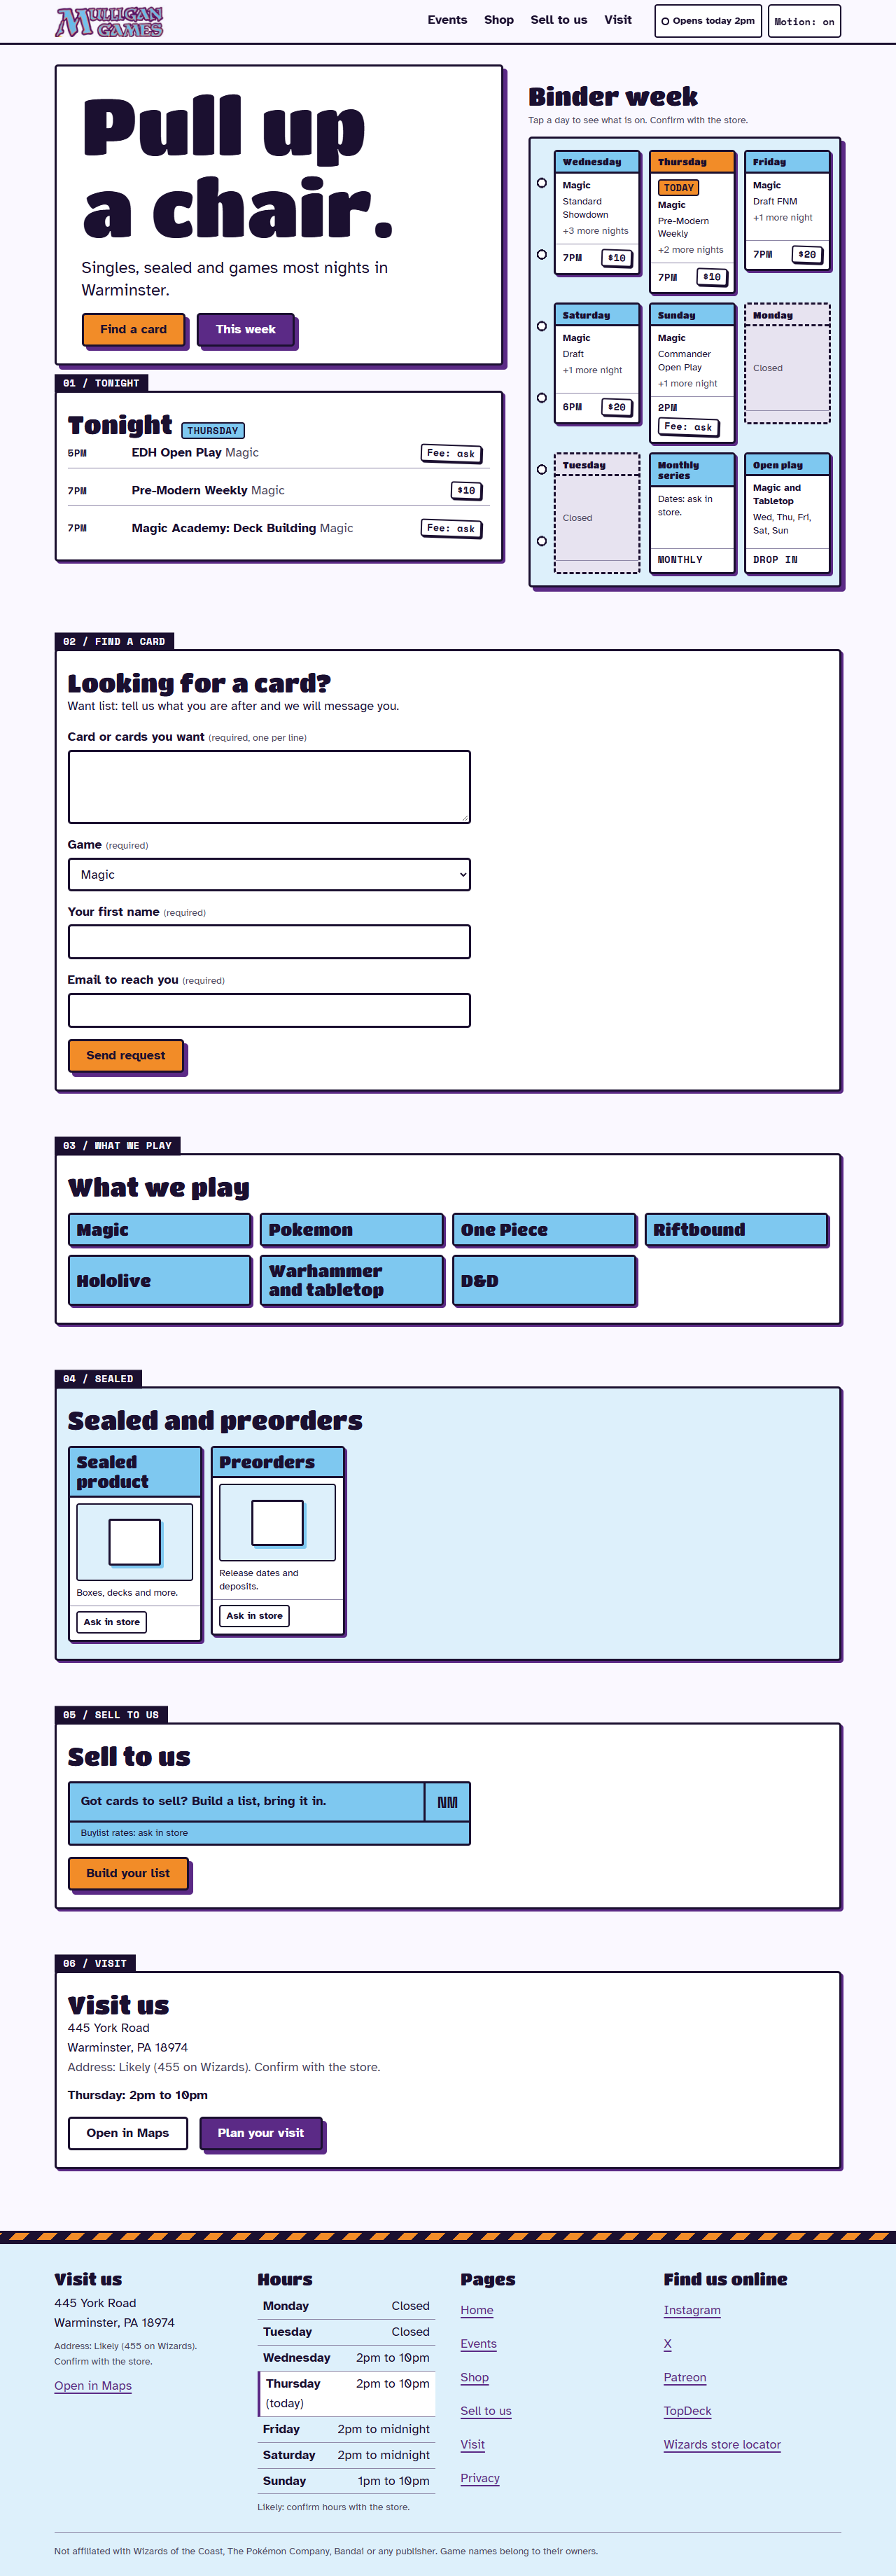 MULLIGAN
GAMES
Events Shop Sell to us Visit Opens today 2pm Motion: on
Pull up
a chair.
Singles, sealed and games most nights in
Warminster.
Find a card This week
01 / TONIGHT
Tonight THURSDAY
5PM EDH Open Play Magic Fee: ask
7PM Pre-Modern Weekly Magic $10
7PM Magic Academy: Deck Building Magic Fee: ask
Binder week
Tap a day to see what is on. Confirm with the store.
Wednesday
Magic
Standard
Showdown
+3 more nights
7PM $10
Thursday
TODAY
Magic
Pre-Modern
Weekly
+2 more nights
7PM $10
Friday
Magic
Draft FNM
+1 more night
7PM $20
Saturday
Magic
Draft
+1 more night
6PM $20
Sunday
Magic
Commander
Open Play
+1 more night
2PM
Fee: ask
Monday
Closed
Tuesday
Closed
Monthly
series
Dates: ask in
store.
MONTHLY
Open play
Magic and
Tabletop
Wed, Thu, Fri,
Sat, Sun
DROP IN
02 / FIND A CARD
Looking for a card?
Want list: tell us what you are after and we will message you.
Card or cards you want (required, one per line)
Game (required)
Magic
Your first name (required)
Email to reach you (required)
Send request
03 / WHAT WE PLAY
What we play
Magic Pokemon One Piece Riftbound
Hololive Warhammer
and tabletop D&D
04 / SEALED
Sealed and preorders
Sealed
product
Boxes, decks and more.
Ask in store
Preorders
Release dates and
deposits.
Ask in store
05 / SELL TO US
Sell to us
Got cards to sell? Build a list, bring it in. NM
Buylist rates: ask in store
Build your list
06 / VISIT
Visit us
445 York Road
Warminster, PA 18974
Address: Likely (455 on Wizards). Confirm with the store.
Thursday: 2pm to 10pm
Open in Maps Plan your visit
Visit us
445 York Road
Warminster, PA 18974
Address: Likely (455 on Wizards).
Confirm with the store.
Open in Maps
Hours
Monday Closed
Tuesday Closed
Wednesday 2pm to 10pm
Thursday 2pm to 10pm
(today)
Friday 2pm to midnight
Saturday 2pm to midnight
Sunday 1pm to 10pm
Likely: confirm hours with the store.
Pages
Home
Events
Shop
Sell to us
Visit
Privacy
Find us online
Instagram
X
Patreon
TopDeck
Wizards store locator
Not affiliated with Wizards of the Coast, The Pokémon Company, Bandai or any publisher. Game names belong to their owners.